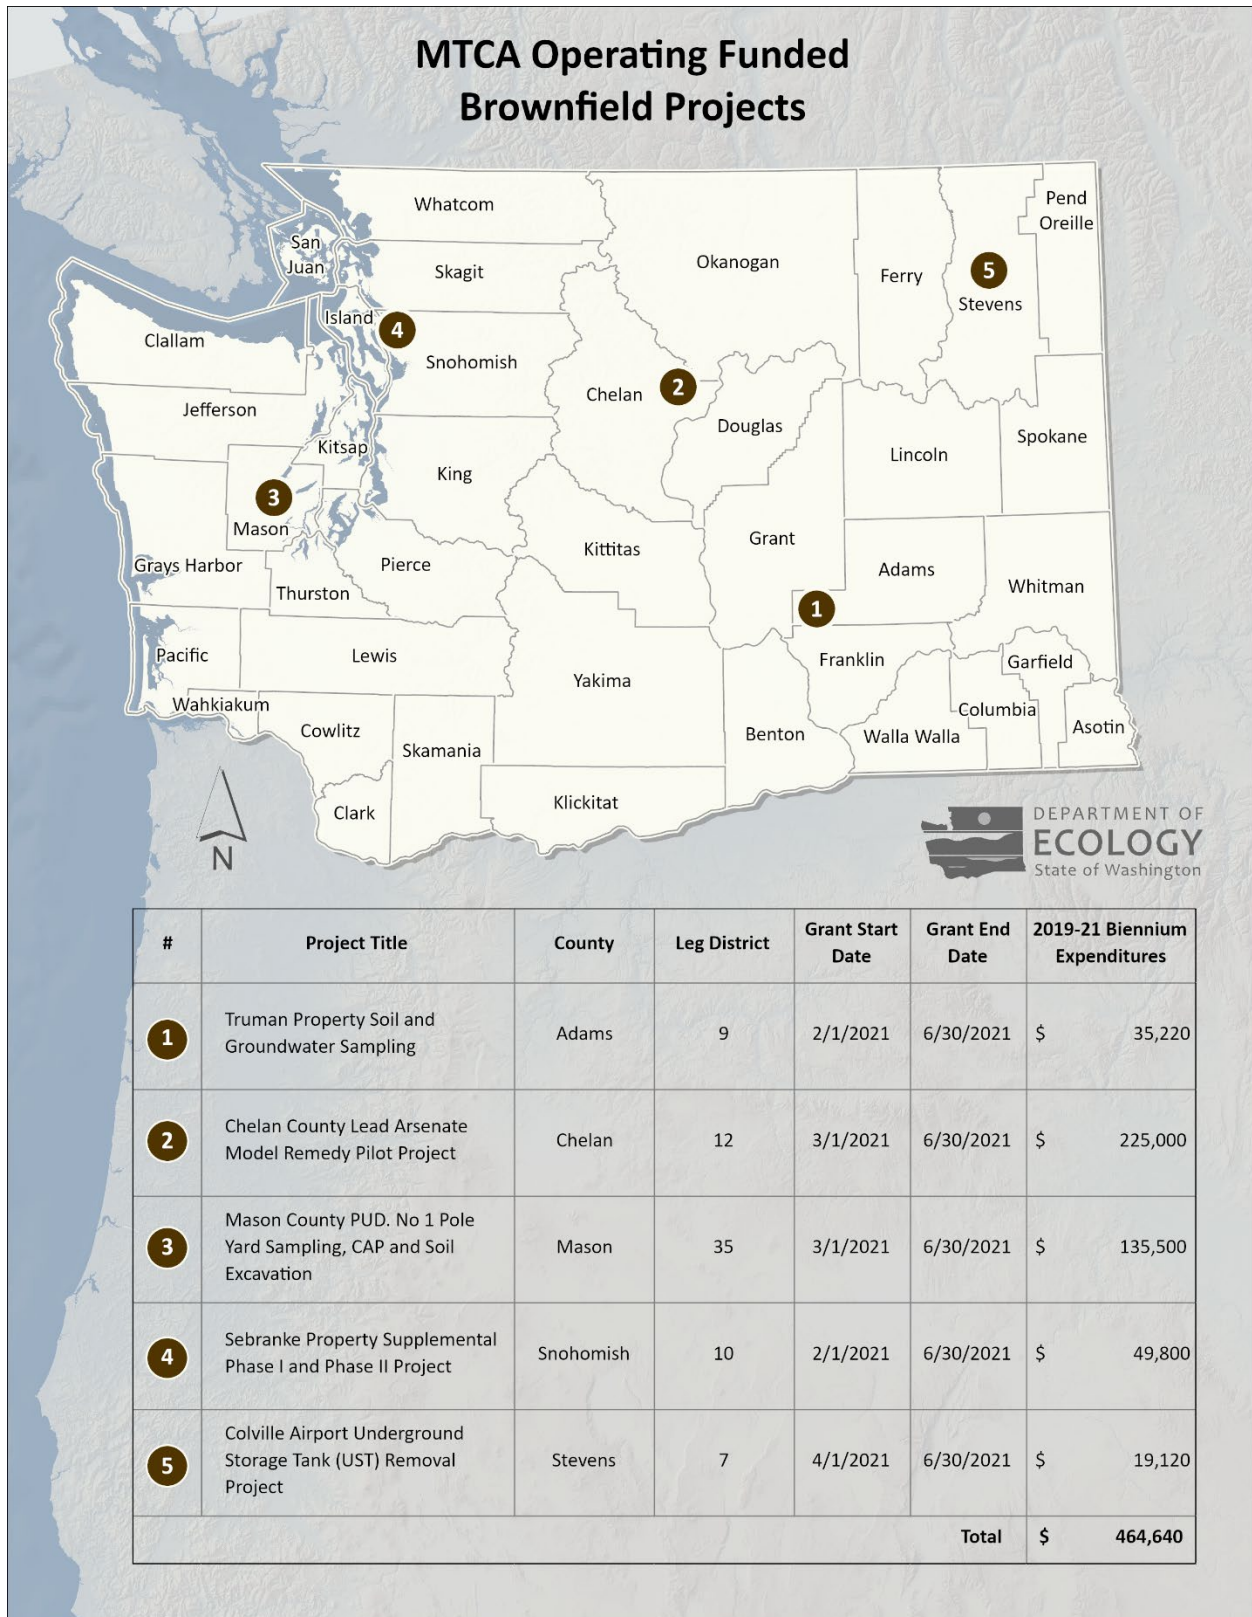 MTCA Operating Funded
Brownfield Projects
Whatcom
Pend
Oreille
San
Juan
Okanogan
Skagit
Ferry
5
Stevens
Island
4
Clallam
Snohomish
2
Chelan
Jefferson
Douglas
Kitsap
Spokane
Lincoln
King
3
Mason
Grant
Kittitas
Grays Harbor
Pierce
Adams
Whitman
Thurston
1
Pacific
Lewis
Franklin
Garfield
Yakima
Wahkiakum
Columbia
Cowlitz
Asotin
Benton
Walla Walla
Skamania
Klickitat
Clark
N
DEPARTMENT OF
ECOLOGY
State of Washington
# Project Title County Leg District Grant Start Date Grant End Date 2019-21 Biennium Expenditures
1 Truman Property Soil and Groundwater Sampling Adams 9 2/1/2021 6/30/2021 $ 35,220
2 Chelan County Lead Arsenate Model Remedy Pilot Project Chelan 12 3/1/2021 6/30/2021 $ 225,000
3 Mason County PUD. No 1 Pole Yard Sampling, CAP and Soil Excavation Mason 35 3/1/2021 6/30/2021 $ 135,500
4 Sebranke Property Supplemental Phase I and Phase II Project Snohomish 10 2/1/2021 6/30/2021 $ 49,800
5 Colville Airport Underground Storage Tank (UST) Removal Project Stevens 7 4/1/2021 6/30/2021 $ 19,120
Total $ 464,640